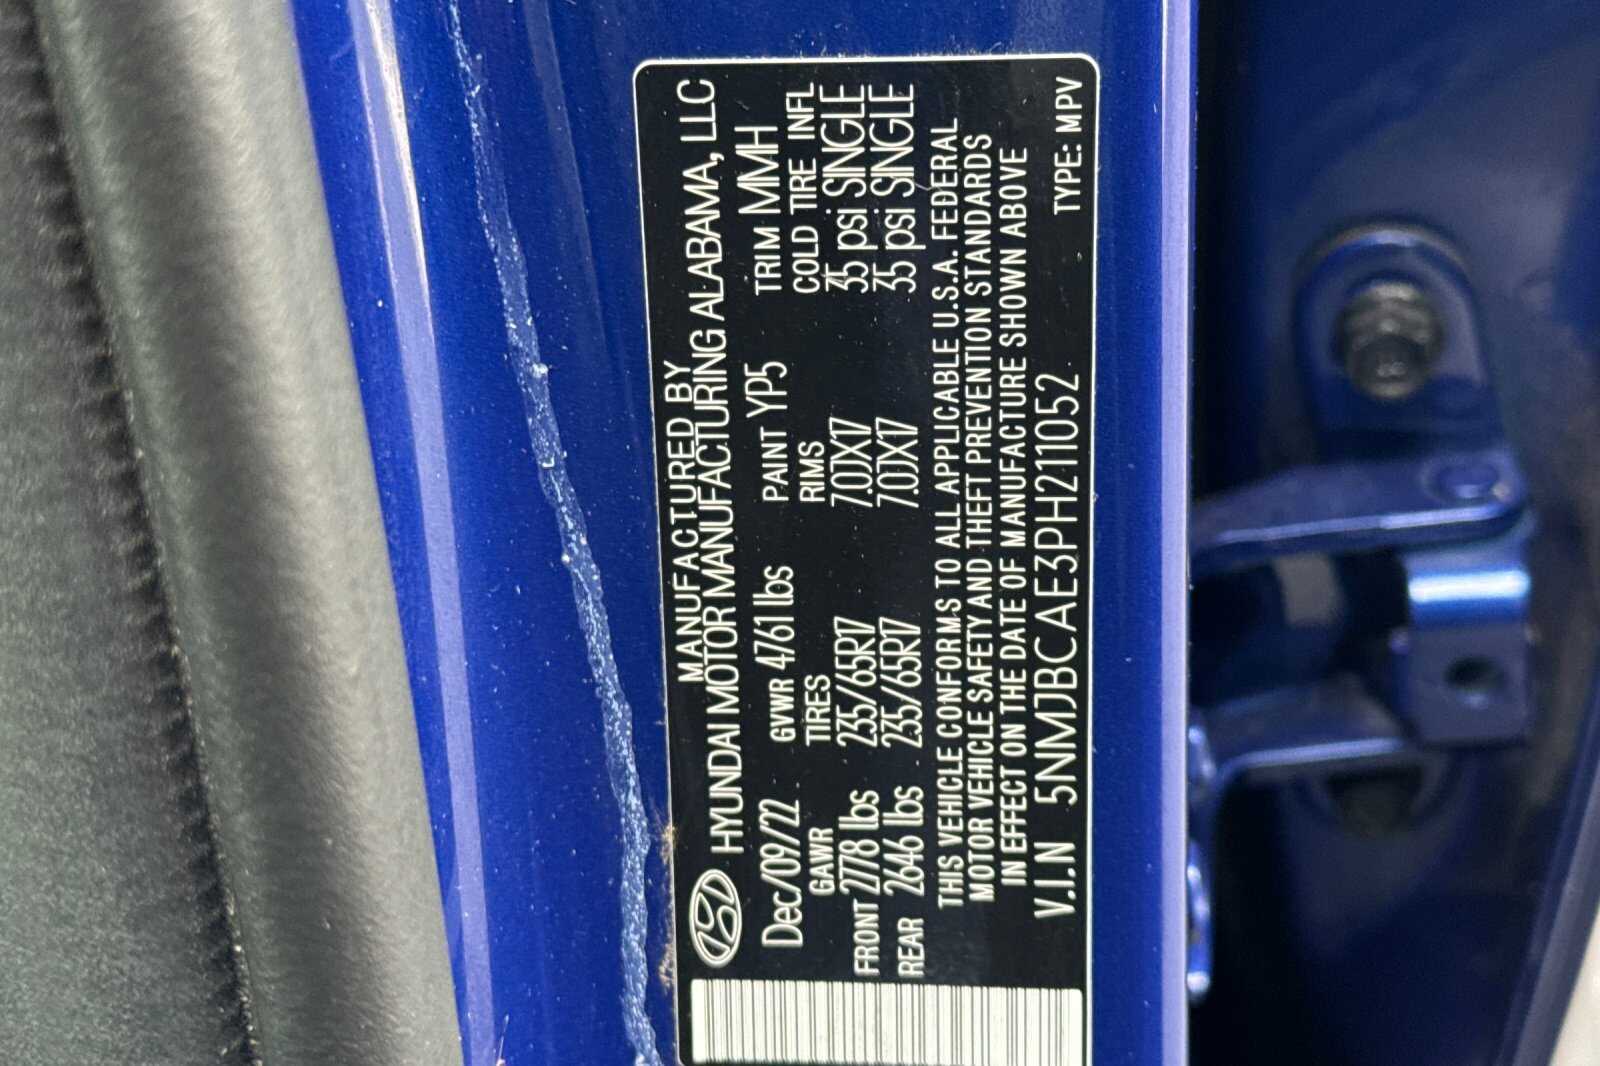 MANUFACTURED BY
HYUNDAI MOTOR MANUFACTURING ALABAMA, LLC
Dec/09/22 GVWR 4761 lbs PAINT YP5 TRIM MMH
GAWR TIRES RIMS COLD TIRE INFL
FRONT 2778 lbs 235/65R17 7.0JX17 35 psi SINGLE
REAR 2646 lbs 235/65R17 7.0JX17 35 psi SINGLE
THIS VEHICLE CONFORMS TO ALL APPLICABLE U.S.A. FEDERAL
MOTOR VEHICLE SAFETY AND THEFT PREVENTION STANDARDS
IN EFFECT ON THE DATE OF MANUFACTURE SHOWN ABOVE
V.I.N 5NMJBCAE3PH211052 TYPE: MPV